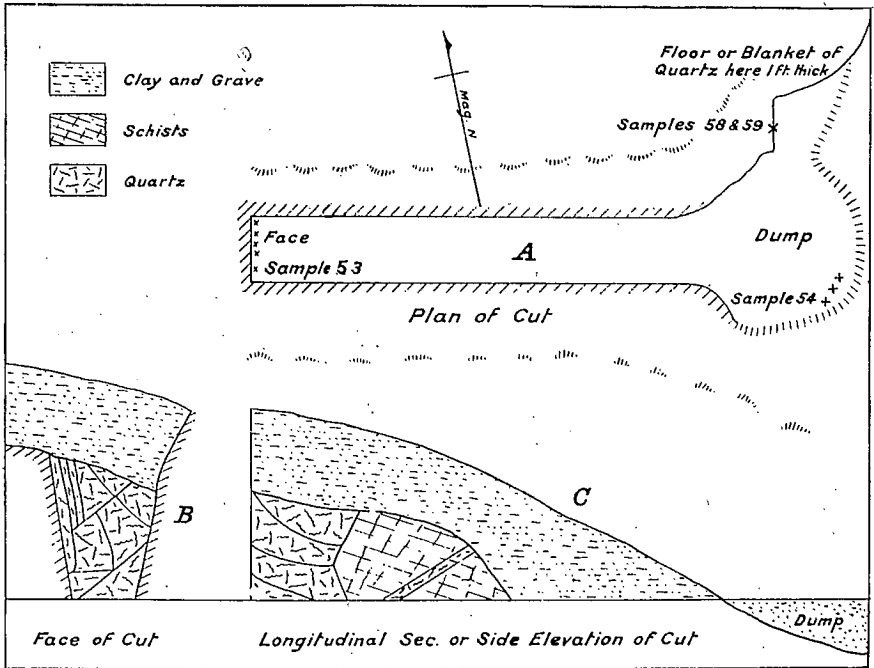 Floor or Blanket of
Quartz here 1 ft. thick
Clay and Grave
Mag. N
Samples 58 & 59
Schists
Quartz
Face
A
Dump
Sample 53
Sample 54
Plan of Cut
B
C
Dump
Face of Cut
Longitudinal Sec. or Side Elevation of Cut